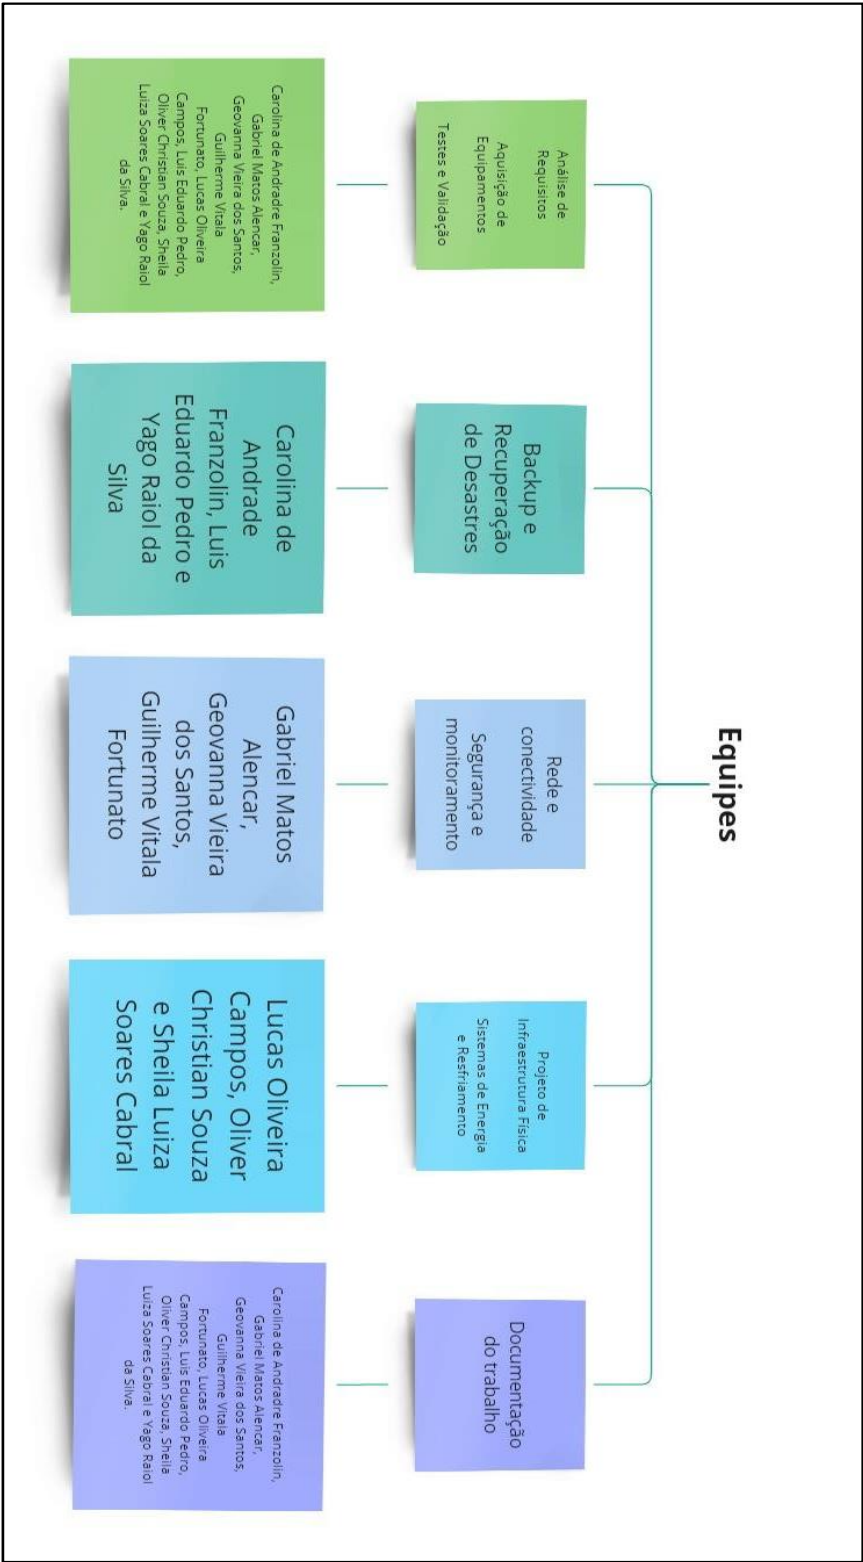 Equipes
Análise de
Requisitos
Aquisição de
Equipamentos
Testes e Validação
Backup e
Recuperação
de Desastres
Rede e
conectividade
Segurança e
monitoramento
Projeto de
Infraestrutura Física
Sistemas de Energia
e Resfriamento
Documentação
do trabalho
Carolina de Andradre Franzolin,
Gabriel Matos Alencar,
Geovanna Vieira dos Santos,
Guilherme Vitala
Fortunato, Lucas Oliveira
Campos, Luis Eduardo Pedro,
Oliver Christian Souza, Sheila
Luiza Soares Cabral e Yago Raiol
da Silva.
Carolina de
Andrade
Franzolin, Luis
Eduardo Pedro e
Yago Raiol da
Silva
Gabriel Matos
Alencar,
Geovanna Vieira
dos Santos,
Guilherme Vitala
Fortunato
Lucas Oliveira
Campos, Oliver
Christian Souza
e Sheila Luiza
Soares Cabral
Carolina de Andradre Franzolin,
Gabriel Matos Alencar,
Geovanna Vieira dos Santos,
Guilherme Vitala
Fortunato, Lucas Oliveira
Campos, Luis Eduardo Pedro,
Oliver Christian Souza, Sheila
Luiza Soares Cabral e Yago Raiol
da Silva.